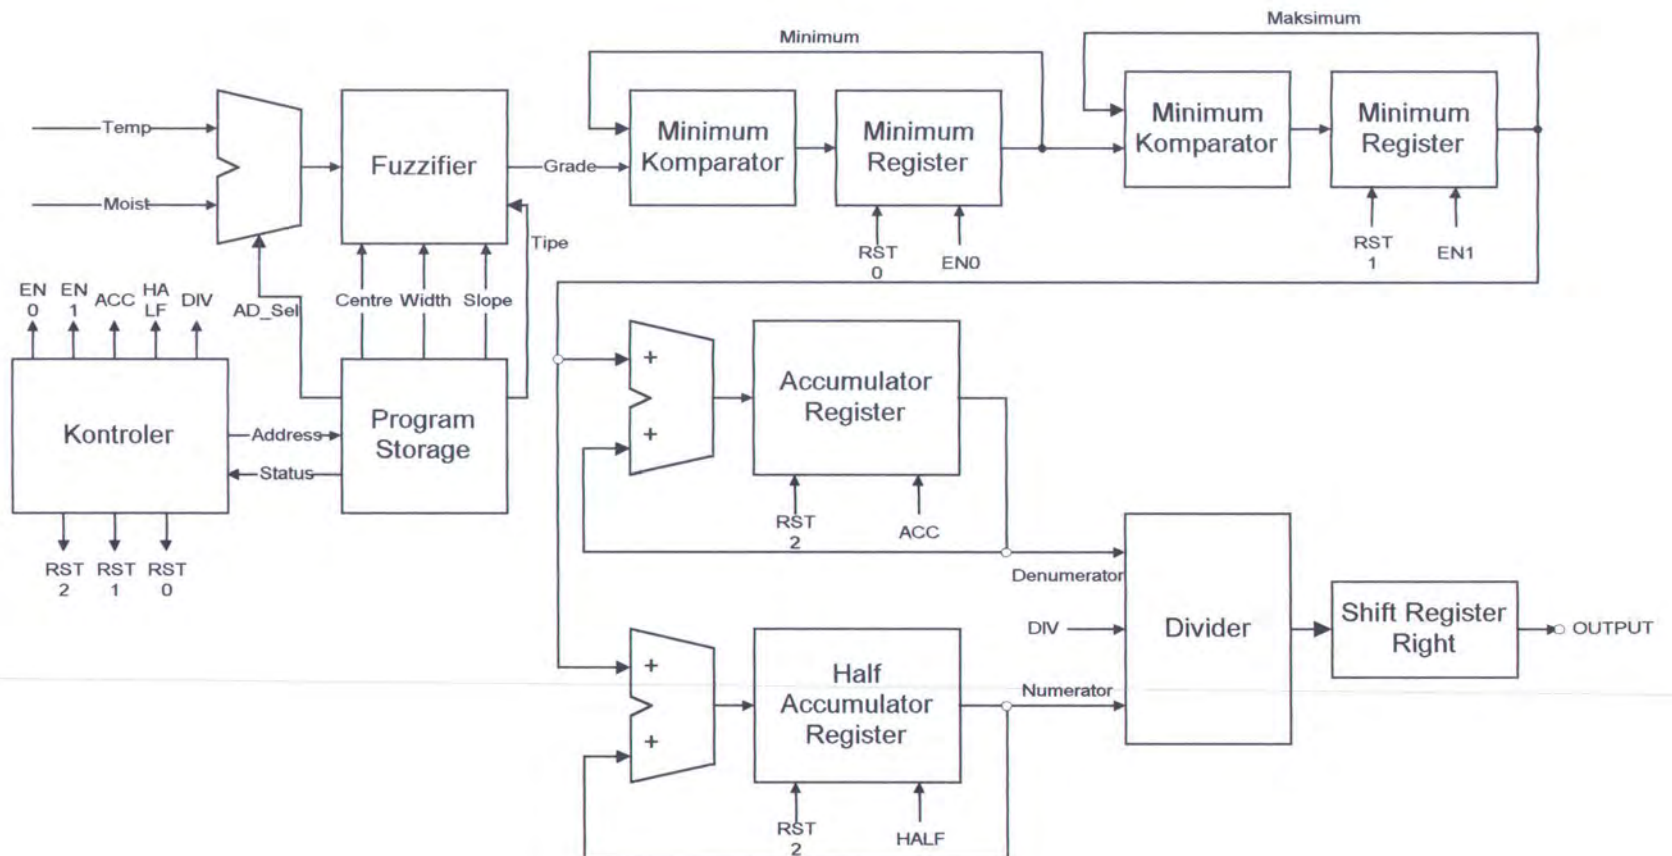 Maksimum
Minimum
Temp
Moist
Fuzzifier
Grade
Minimum
Komparator
Minimum
Register
Minimum
Komparator
Minimum
Register
Tipe
RST
0
EN0
RST
1
EN1
EN
0
EN
1
ACC
HA
LF
DIV
AD_Sel
Centre
Width
Slope
+
+
Accumulator
Register
Kontroler
Address
Status
Program
Storage
RST
2
ACC
RST
2
RST
1
RST
0
Denumerator
DIV
Divider
Shift Register
Right
OUTPUT
+
+
Half
Accumulator
Register
Numerator
RST
2
HALF